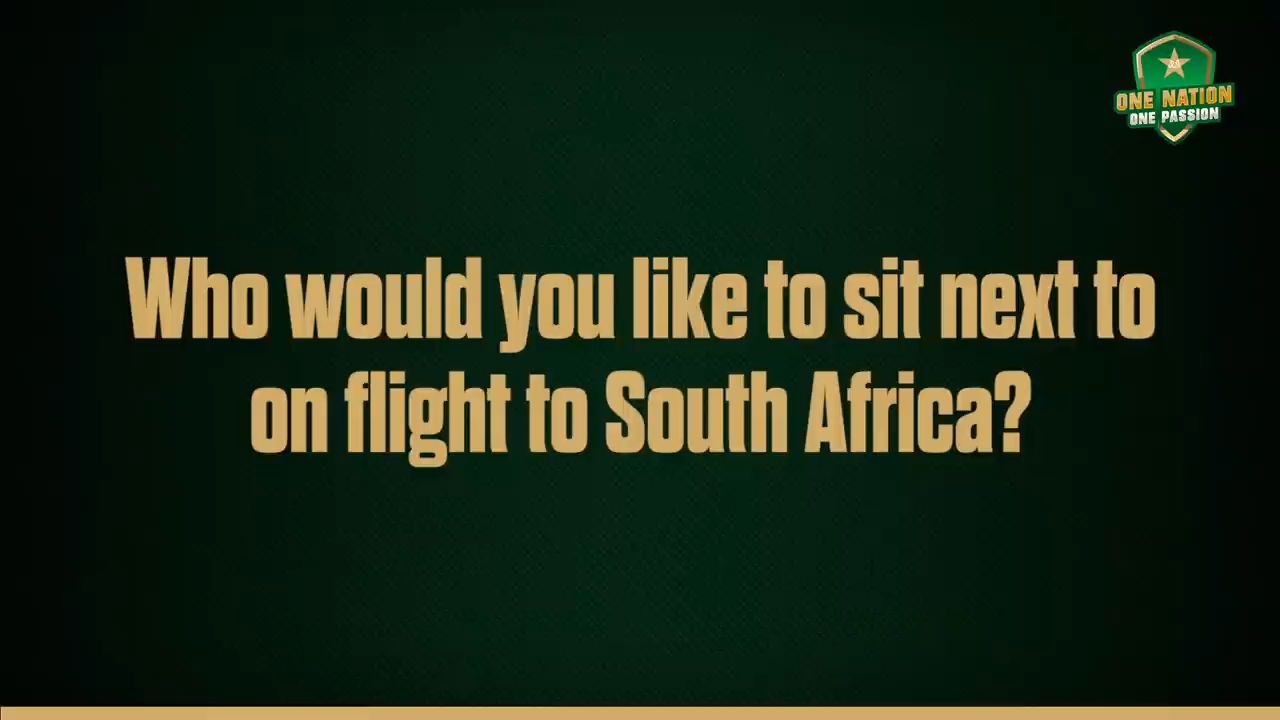 ONE NATION
ONE PASSION
Who would you like to sit next to
on flight to South Africa?